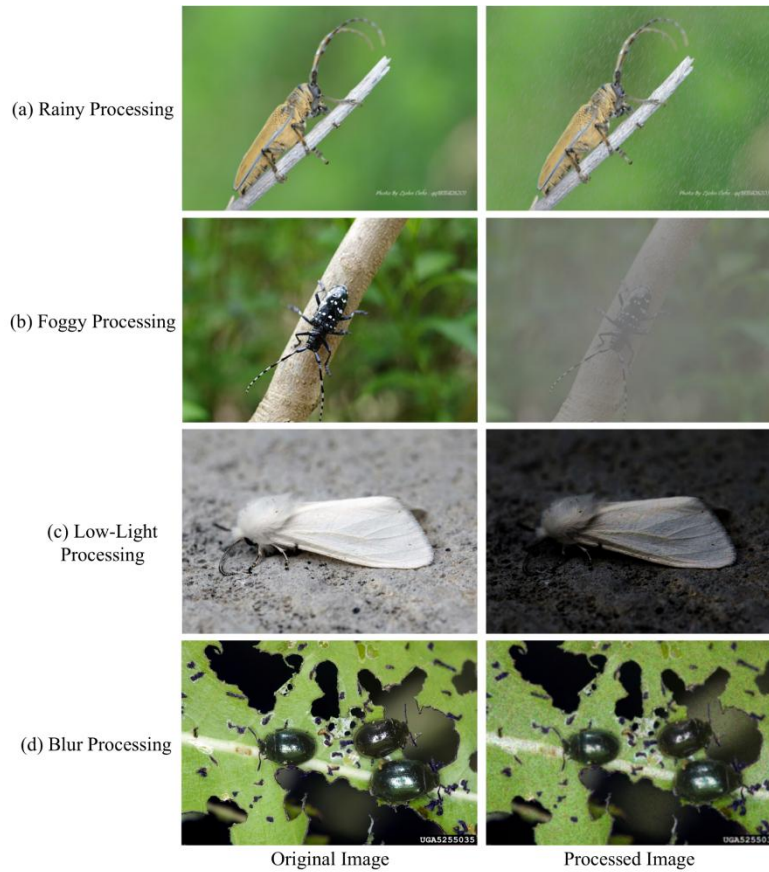 (a) Rainy Processing
(b) Foggy Processing
UGA5255035
(c) Low-Light
Processing
(d) Blur Processing
Original Image
Processed Image